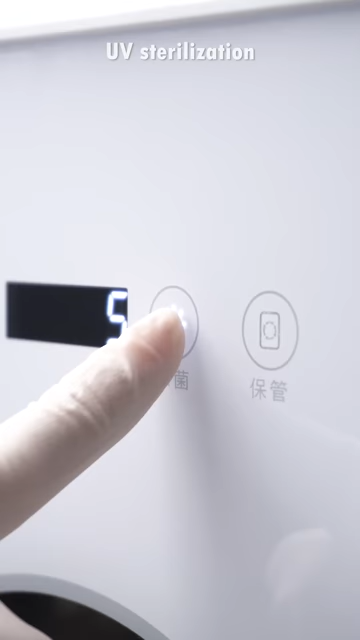 UV sterilization
5
菌
保管